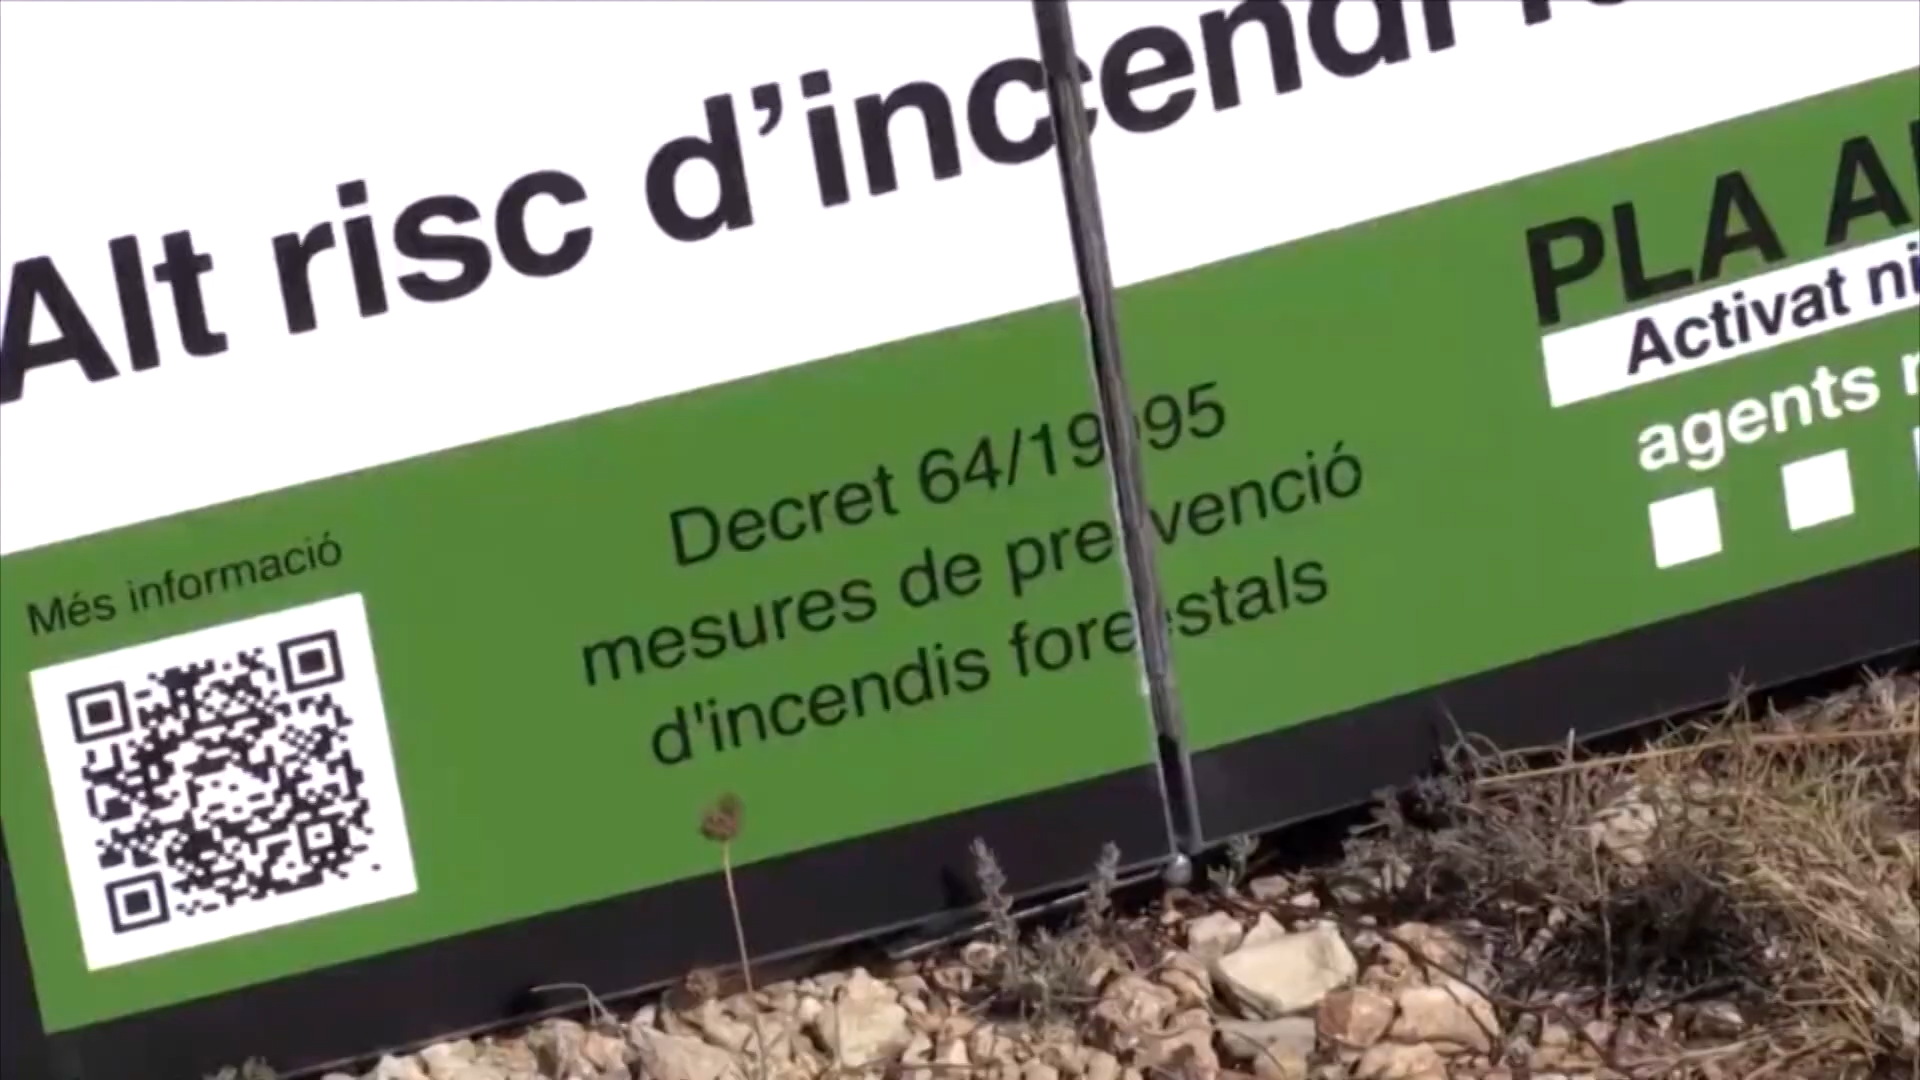 Alt risc d'incendi
PLA
Activat
agents
Més informació
Decret 64/1995
mesures de prevenció
d'incendis forestals